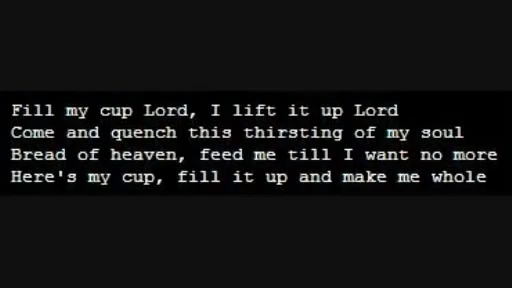 Fill my cup Lord, I lift it up Lord
Come and quench this thirsting of my soul
Bread of heaven, feed me till I want no more
Here's my cup, fill it up and make me whole